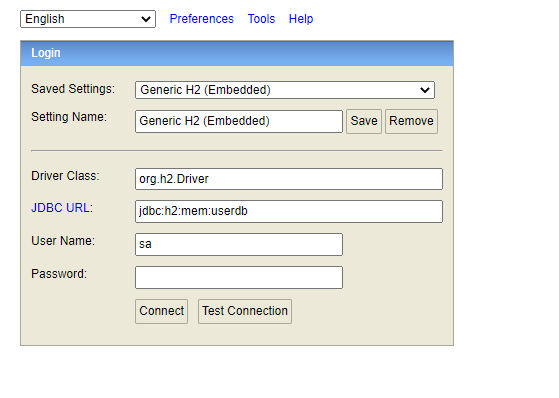 English Preferences Tools Help
Login
Saved Settings: Generic H2 (Embedded)
Setting Name: Generic H2 (Embedded) Save Remove
Driver Class: org.h2.Driver
JDBC URL: jdbc:h2:mem:userdb
User Name: sa
Password:
Connect Test Connection